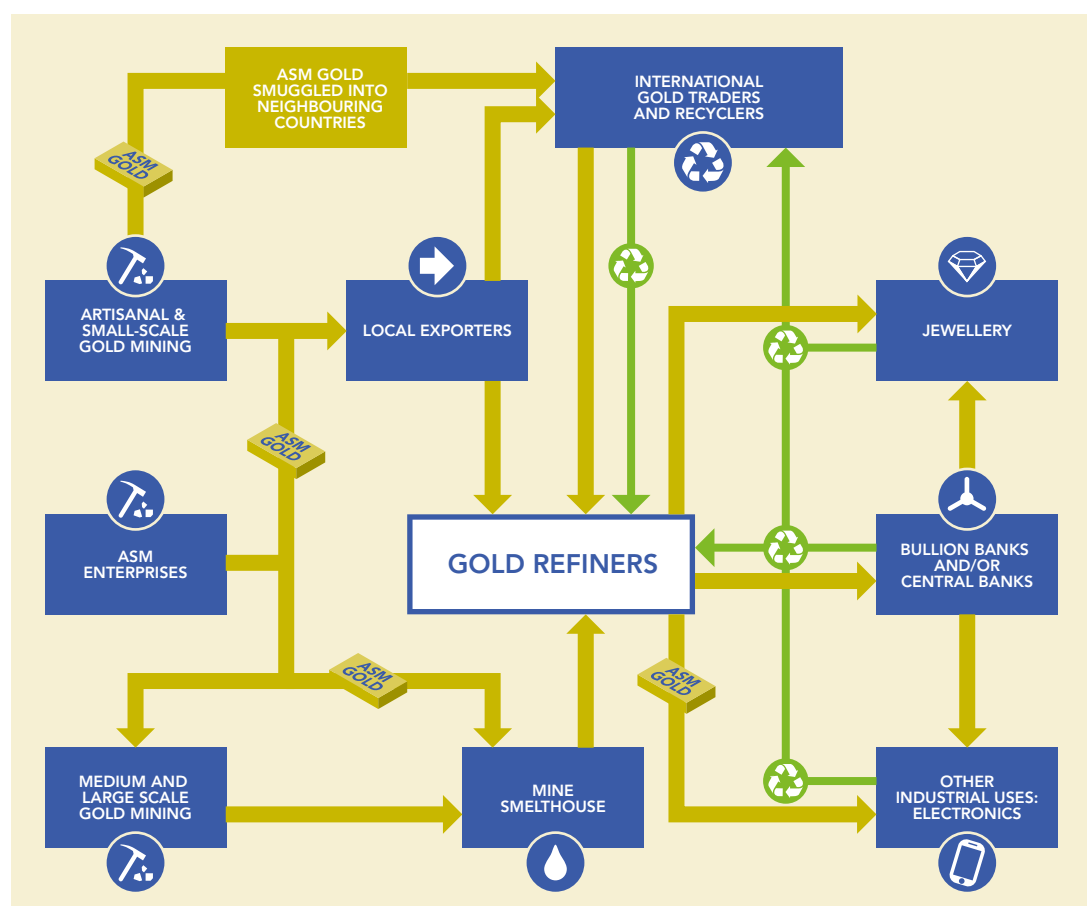 ASM GOLD
SMUGGLED INTO
NEIGHBOURING
COUNTRIES
INTERNATIONAL
GOLD TRADERS
AND RECYCLERS
ASM
GOLD
ARTISANAL &
SMALL-SCALE
GOLD MINING
LOCAL EXPORTERS
JEWELLERY
ASM
GOLD
ASM
ENTERPRISES
GOLD REFINERS
BULLION BANKS
AND/OR
CENTRAL BANKS
ASM
GOLD
ASM
GOLD
MEDIUM AND
LARGE SCALE
GOLD MINING
MINE
SMELTHOUSE
OTHER
INDUSTRIAL USES:
ELECTRONICS